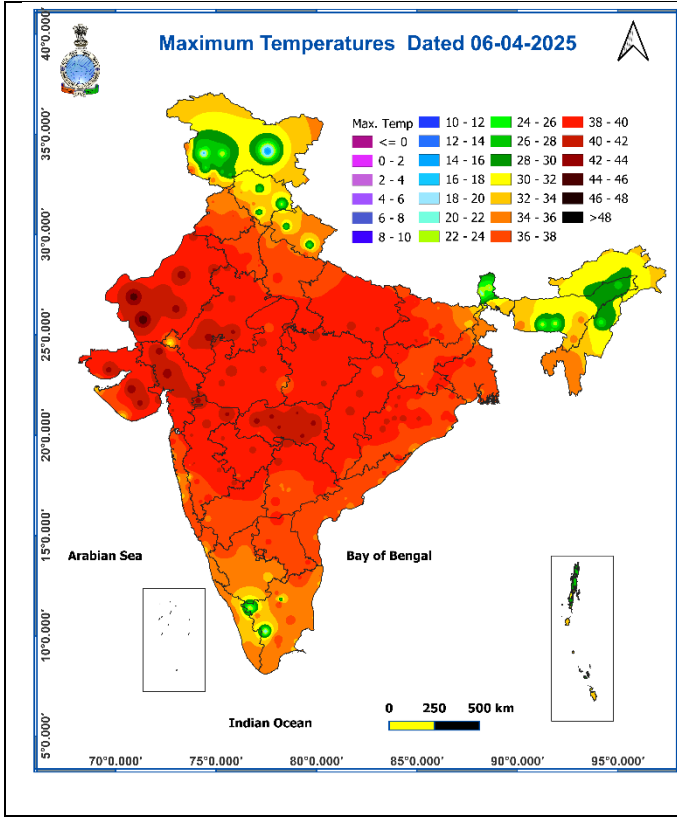 Maximum Temperatures Dated 06-04-2025
40°0.000'
35°0.000'
30°0.000'
25°0.000'
20°0.000'
15°0.000'
10°0.000'
5°0.000'
Max. Temp
<= 0
0 - 2
2 - 4
4 - 6
6 - 8
8 - 10
10 - 12
12 - 14
14 - 16
16 - 18
18 - 20
20 - 22
22 - 24
24 - 26
26 - 28
28 - 30
30 - 32
32 - 34
34 - 36
36 - 38
38 - 40
40 - 42
42 - 44
44 - 46
46 - 48
>48
Arabian Sea
Bay of Bengal
Indian Ocean
0 250 500 km
70°0.000' 75°0.000' 80°0.000' 85°0.000' 90°0.000' 95°0.000'